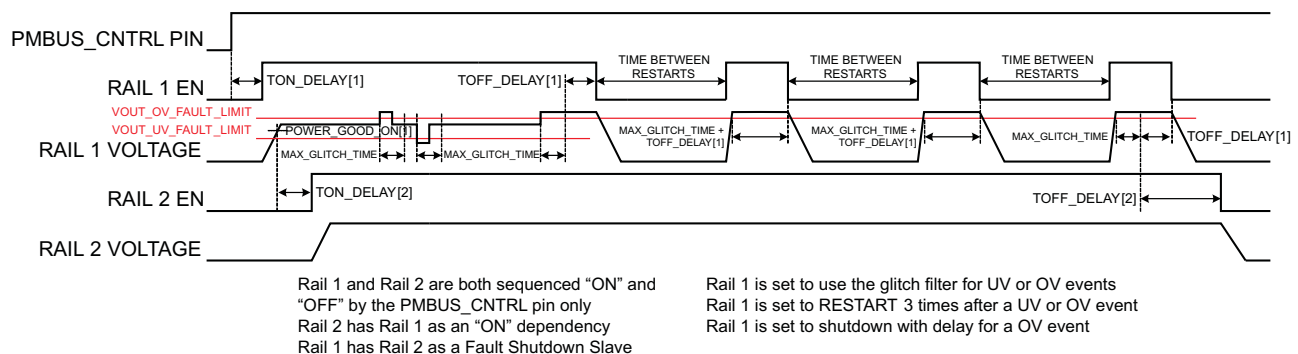 PMBUS_CNTRL PIN
RAIL 1 EN
TON_DELAY[1]
TOFF_DELAY[1]
TIME BETWEEN
RESTARTS
TIME BETWEEN
RESTARTS
TIME BETWEEN
RESTARTS
VOUT_OV_FAULT_LIMIT
VOUT_UV_FAULT_LIMIT
POWER_GOOD_ON[1]
RAIL 1 VOLTAGE
MAX_GLITCH_TIME
MAX_GLITCH_TIME
MAX_GLITCH_TIME +
TOFF_DELAY[1]
MAX_GLITCH_TIME +
TOFF_DELAY[1]
MAX_GLITCH_TIME
TOFF_DELAY[1]
RAIL 2 EN
TON_DELAY[2]
TOFF_DELAY[2]
RAIL 2 VOLTAGE
Rail 1 and Rail 2 are both sequenced “ON” and
“OFF” by the PMBUS_CNTRL pin only
Rail 2 has Rail 1 as an “ON” dependency
Rail 1 has Rail 2 as a Fault Shutdown Slave
Rail 1 is set to use the glitch filter for UV or OV events
Rail 1 is set to RESTART 3 times after a UV or OV event
Rail 1 is set to shutdown with delay for a OV event